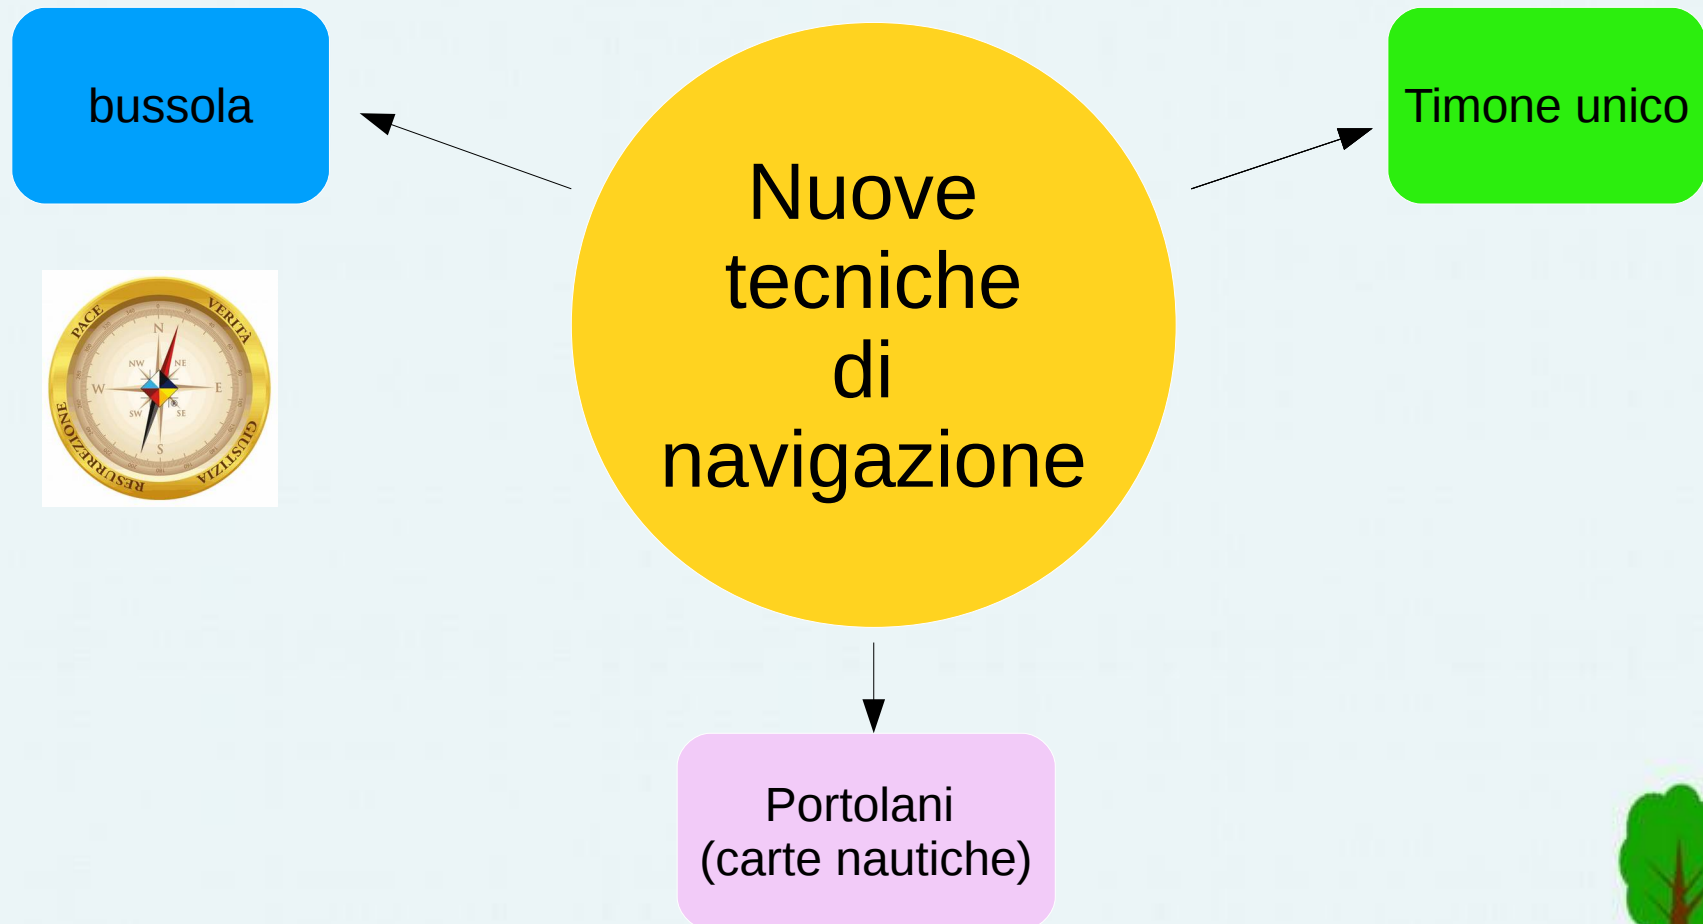 bussola
Timone unico
Nuove
tecniche
di
navigazione
PACE
VERITÀ
N
NW
NE
W
E
SW
SE
S
RESURREZIONE
GIUSTIZIA
Portolani
(carte nautiche)